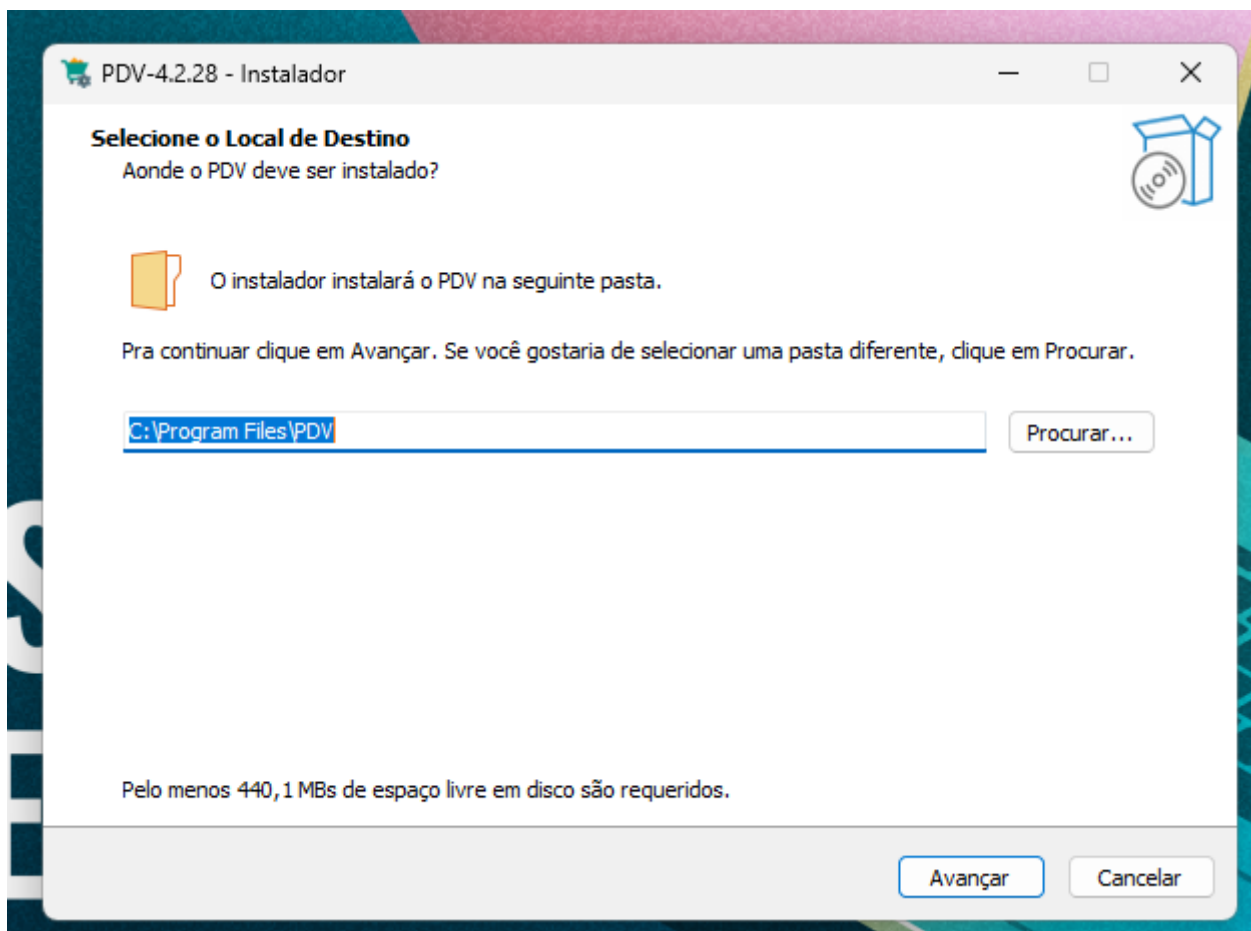 PDV-4.2.28 - Instalador
Selecione o Local de Destino
Aonde o PDV deve ser instalado?
O instalador instalará o PDV na seguinte pasta.
Pra continuar clique em Avançar. Se você gostaria de selecionar uma pasta diferente, clique em Procurar.
C:\Program Files\PDV
Procurar...
Pelo menos 440,1 MBs de espaço livre em disco são requeridos.
Avançar
Cancelar